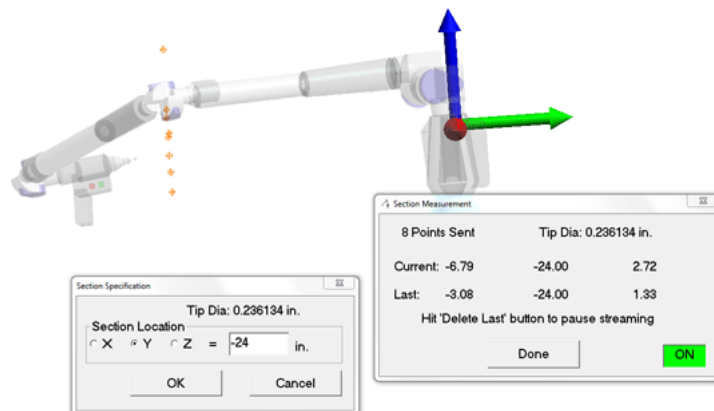 Section Measurement
8 Points Sent Tip Dia: 0.236134 in.
Current: -6.79 -24.00 2.72
Last: -3.08 -24.00 1.33
Hit 'Delete Last' button to pause streaming
Done ON
Section Specification
Tip Dia: 0.236134 in.
Section Location
X Y Z = -24 in.
OK Cancel